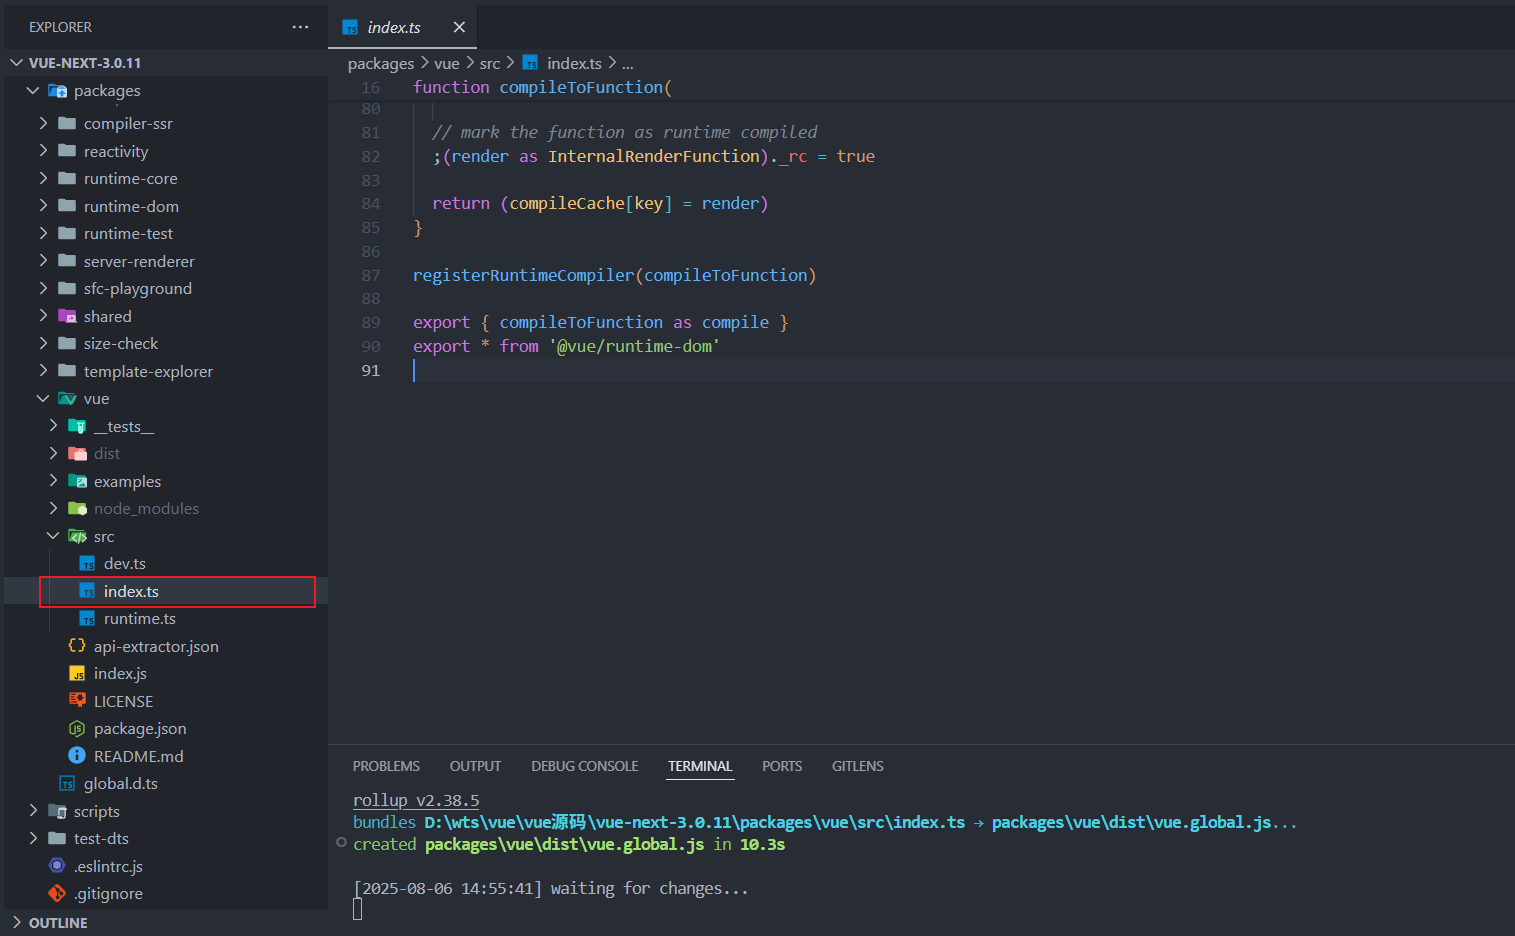 EXPLORER
VUE-NEXT-3.0.11
packages
compiler-ssr
reactivity
runtime-core
runtime-dom
runtime-test
server-renderer
sfc-playground
shared
size-check
template-explorer
vue
__tests__
dist
examples
node_modules
src
dev.ts
index.ts
runtime.ts
api-extractor.json
index.js
LICENSE
package.json
README.md
global.d.ts
scripts
test-dts
.eslintrc.js
.gitignore
OUTLINE
index.ts
packages > vue > src > index.ts > ...
16 function compileToFunction(
80
81 // mark the function as runtime compiled
82 ;(render as InternalRenderFunction)._rc = true
83
84 return (compileCache[key] = render)
85 }
86
87 registerRuntimeCompiler(compileToFunction)
88
89 export { compileToFunction as compile }
90 export * from '@vue/runtime-dom'
91
PROBLEMS OUTPUT DEBUG CONSOLE TERMINAL PORTS GITLENS
rollup v2.38.5
bundles D:\wts\vue\vue源码\vue-next-3.0.11\packages\vue\src\index.ts → packages\vue\dist\vue.global.js...
created packages\vue\dist\vue.global.js in 10.3s
[2025-08-06 14:55:41] waiting for changes...